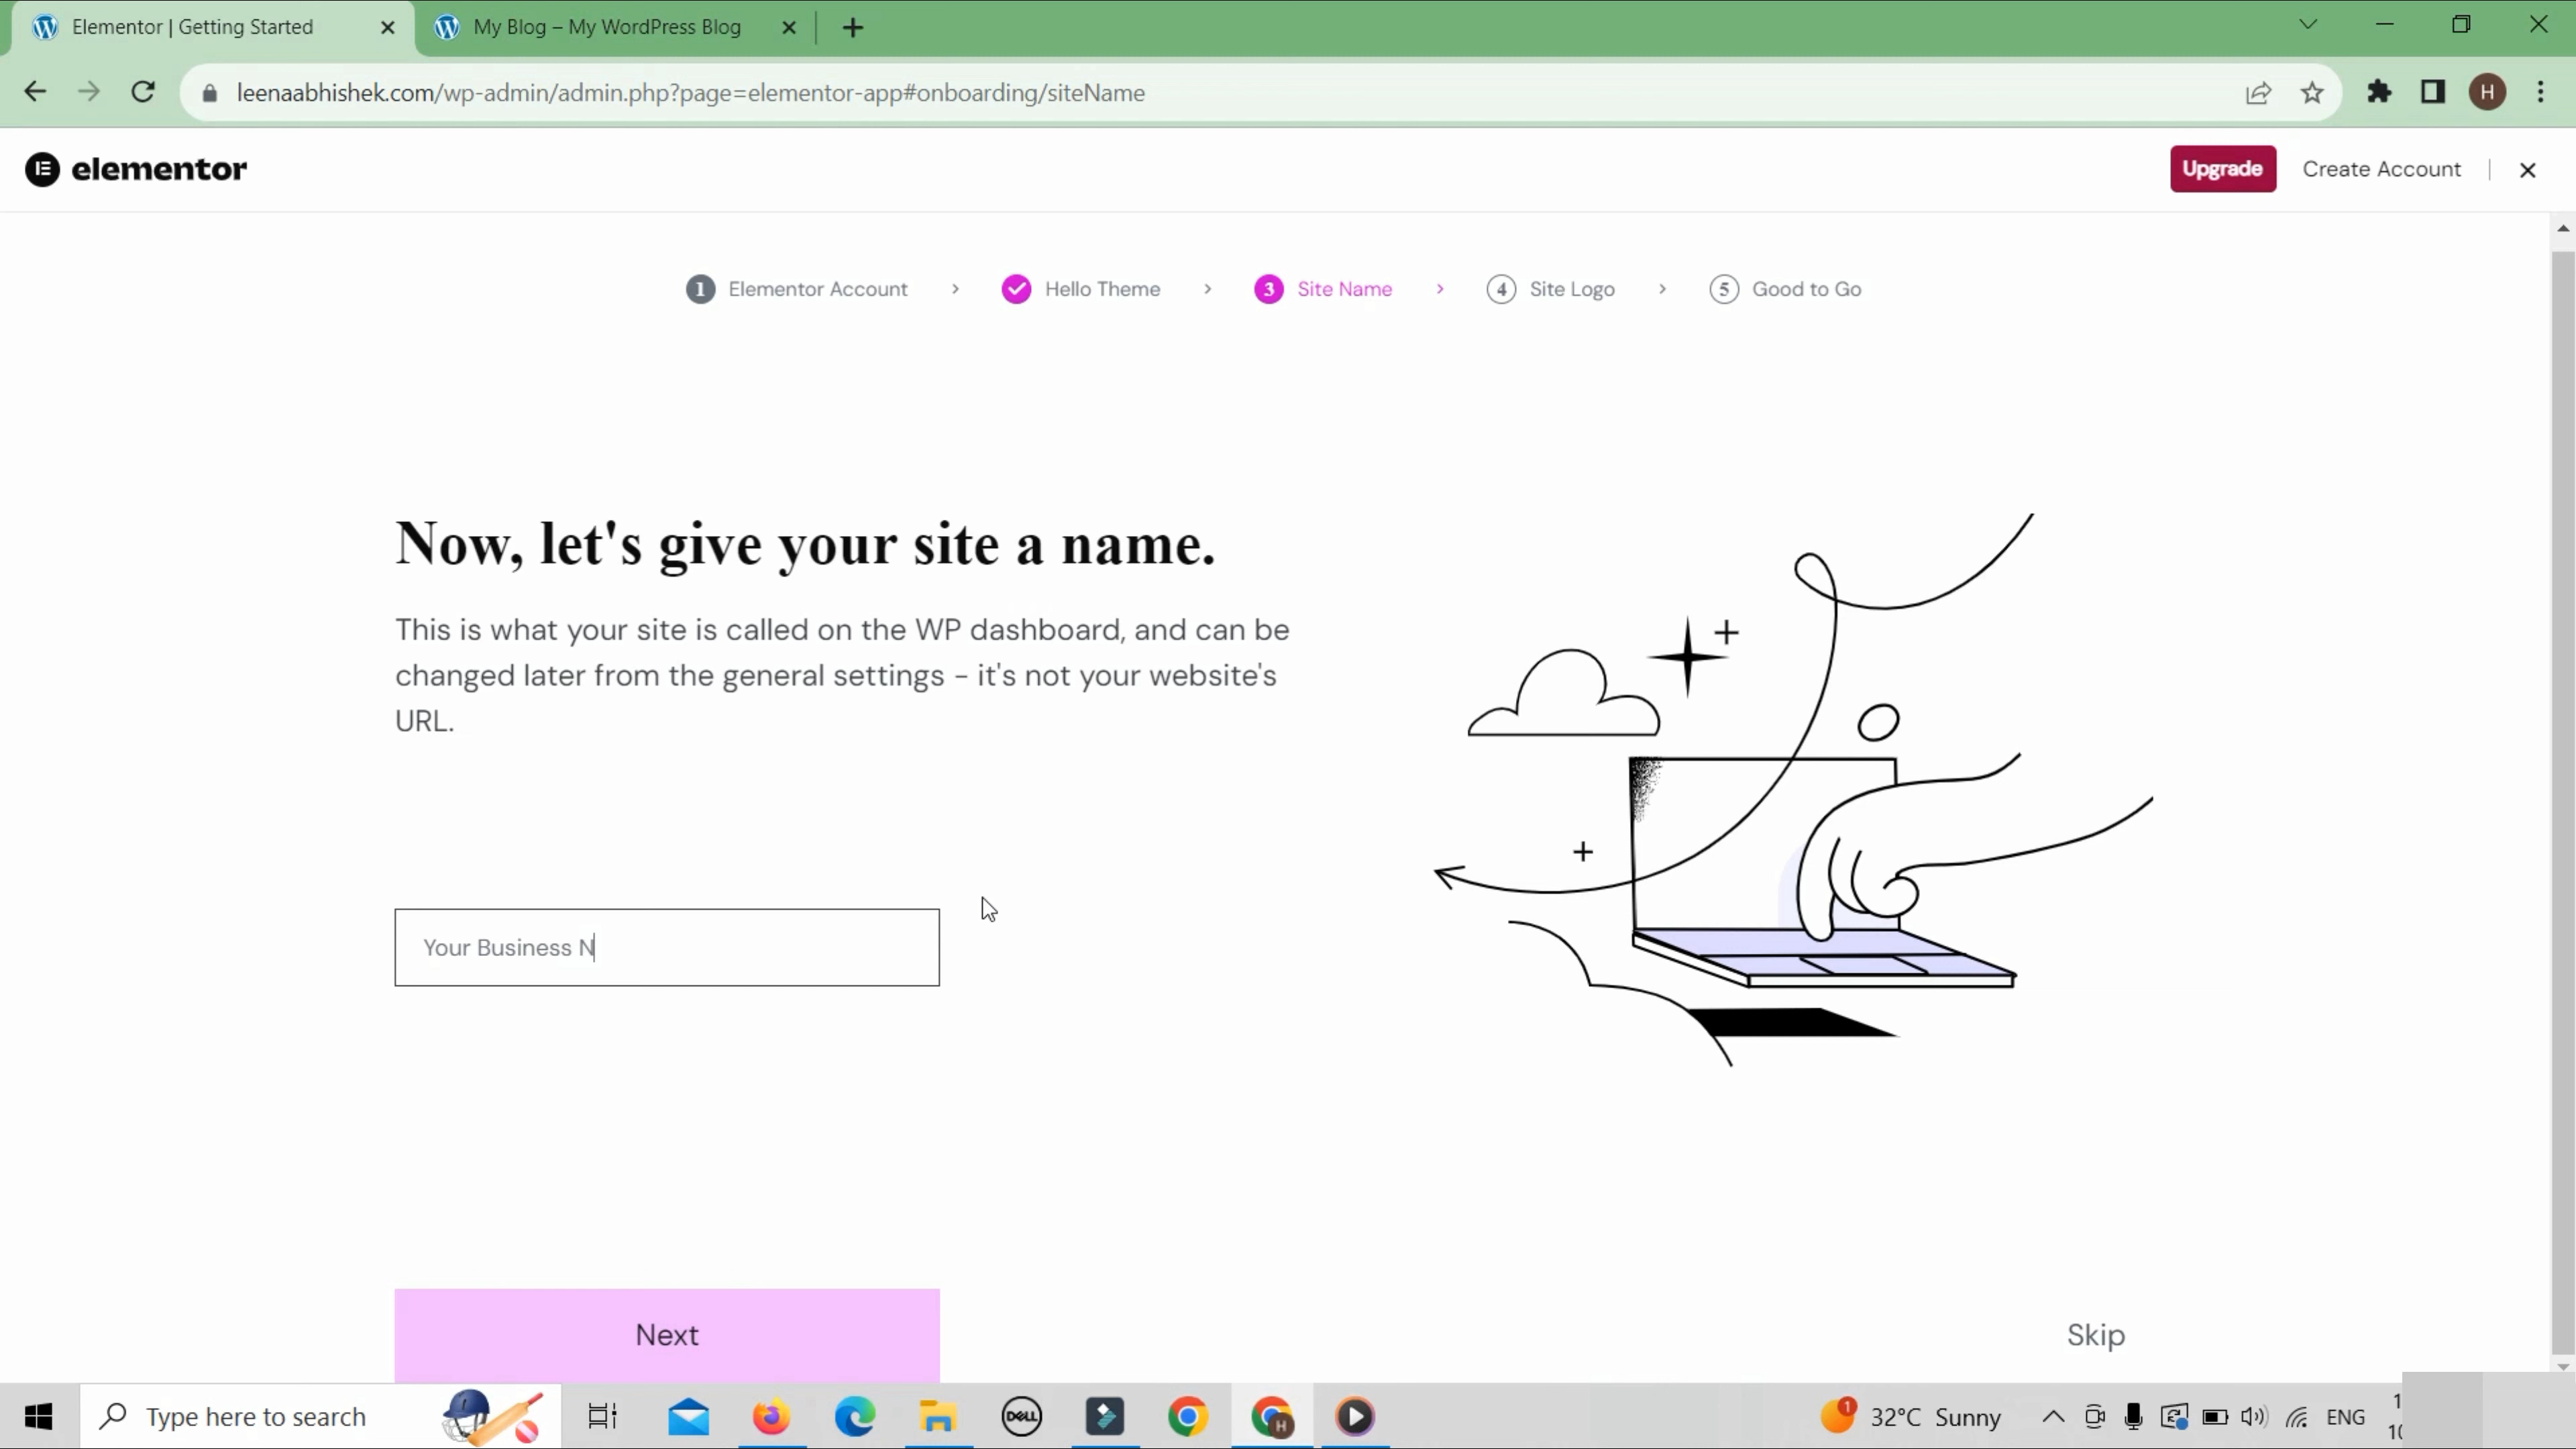 Elementor | Getting Started
My Blog – My WordPress Blog
leenaabhishek.com/wp-admin/admin.php?page=elementor-app#onboarding/siteName
H
elementor
Upgrade
Create Account
1 Elementor Account
Hello Theme
3 Site Name
4 Site Logo
5 Good to Go
Now, let's give your site a name.
This is what your site is called on the WP dashboard, and can be
changed later from the general settings - it's not your website's
URL.
Your Business N
Next
Skip
Type here to search
DELL
H
1
32°C Sunny
ENG